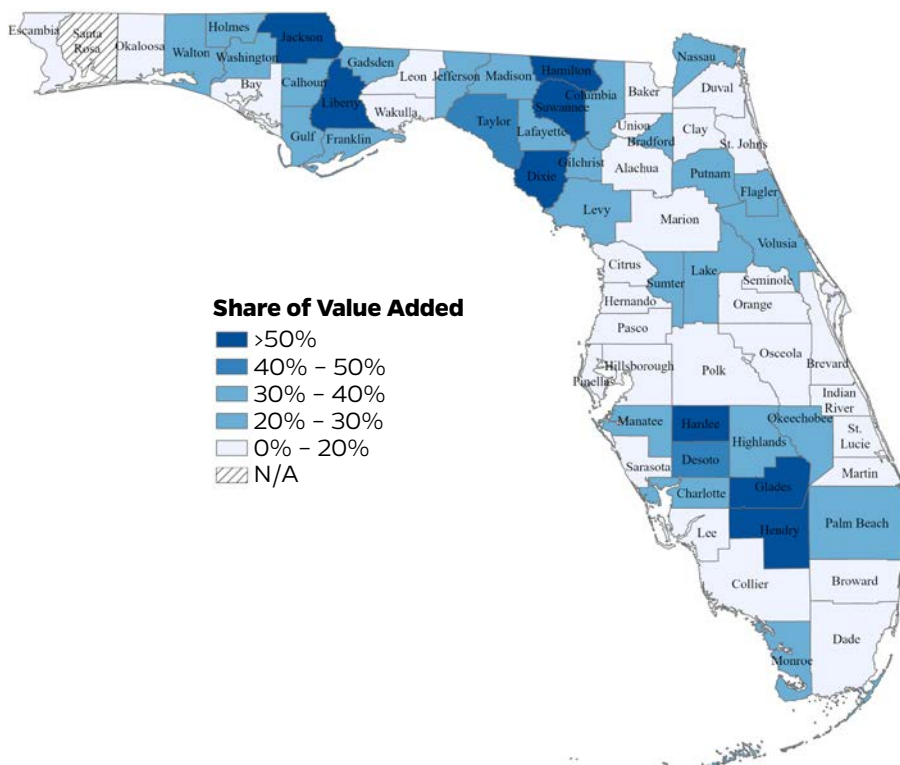 Escambia
Santa
Rosa
Okaloosa
Walton
Holmes
Washington
Jackson
Bay
Calhoun
Gulf
Liberty
Franklin
Gadsden
Leon
Wakulla
Jefferson
Madison
Taylor
Hamilton
Suwannee
Lafayette
Dixie
Columbia
Gilchrist
Levy
Baker
Union
Bradford
Alachua
Nassau
Duval
Clay
St. Johns
Putnam
Flagler
Marion
Volusia
Citrus
Sumter
Lake
Seminole
Hernando
Orange
Pasco
Osceola
Brevard
Hillsborough
Pinellas
Polk
Indian
River
Manatee
Hardee
Highlands
Okeechobee
St.
Lucie
Sarasota
Desoto
Martin
Charlotte
Glades
Lee
Hendry
Palm Beach
Collier
Broward
Dade
Monroe
Share of Value Added
>50%
40% – 50%
30% – 40%
20% – 30%
0% – 20%
N/A